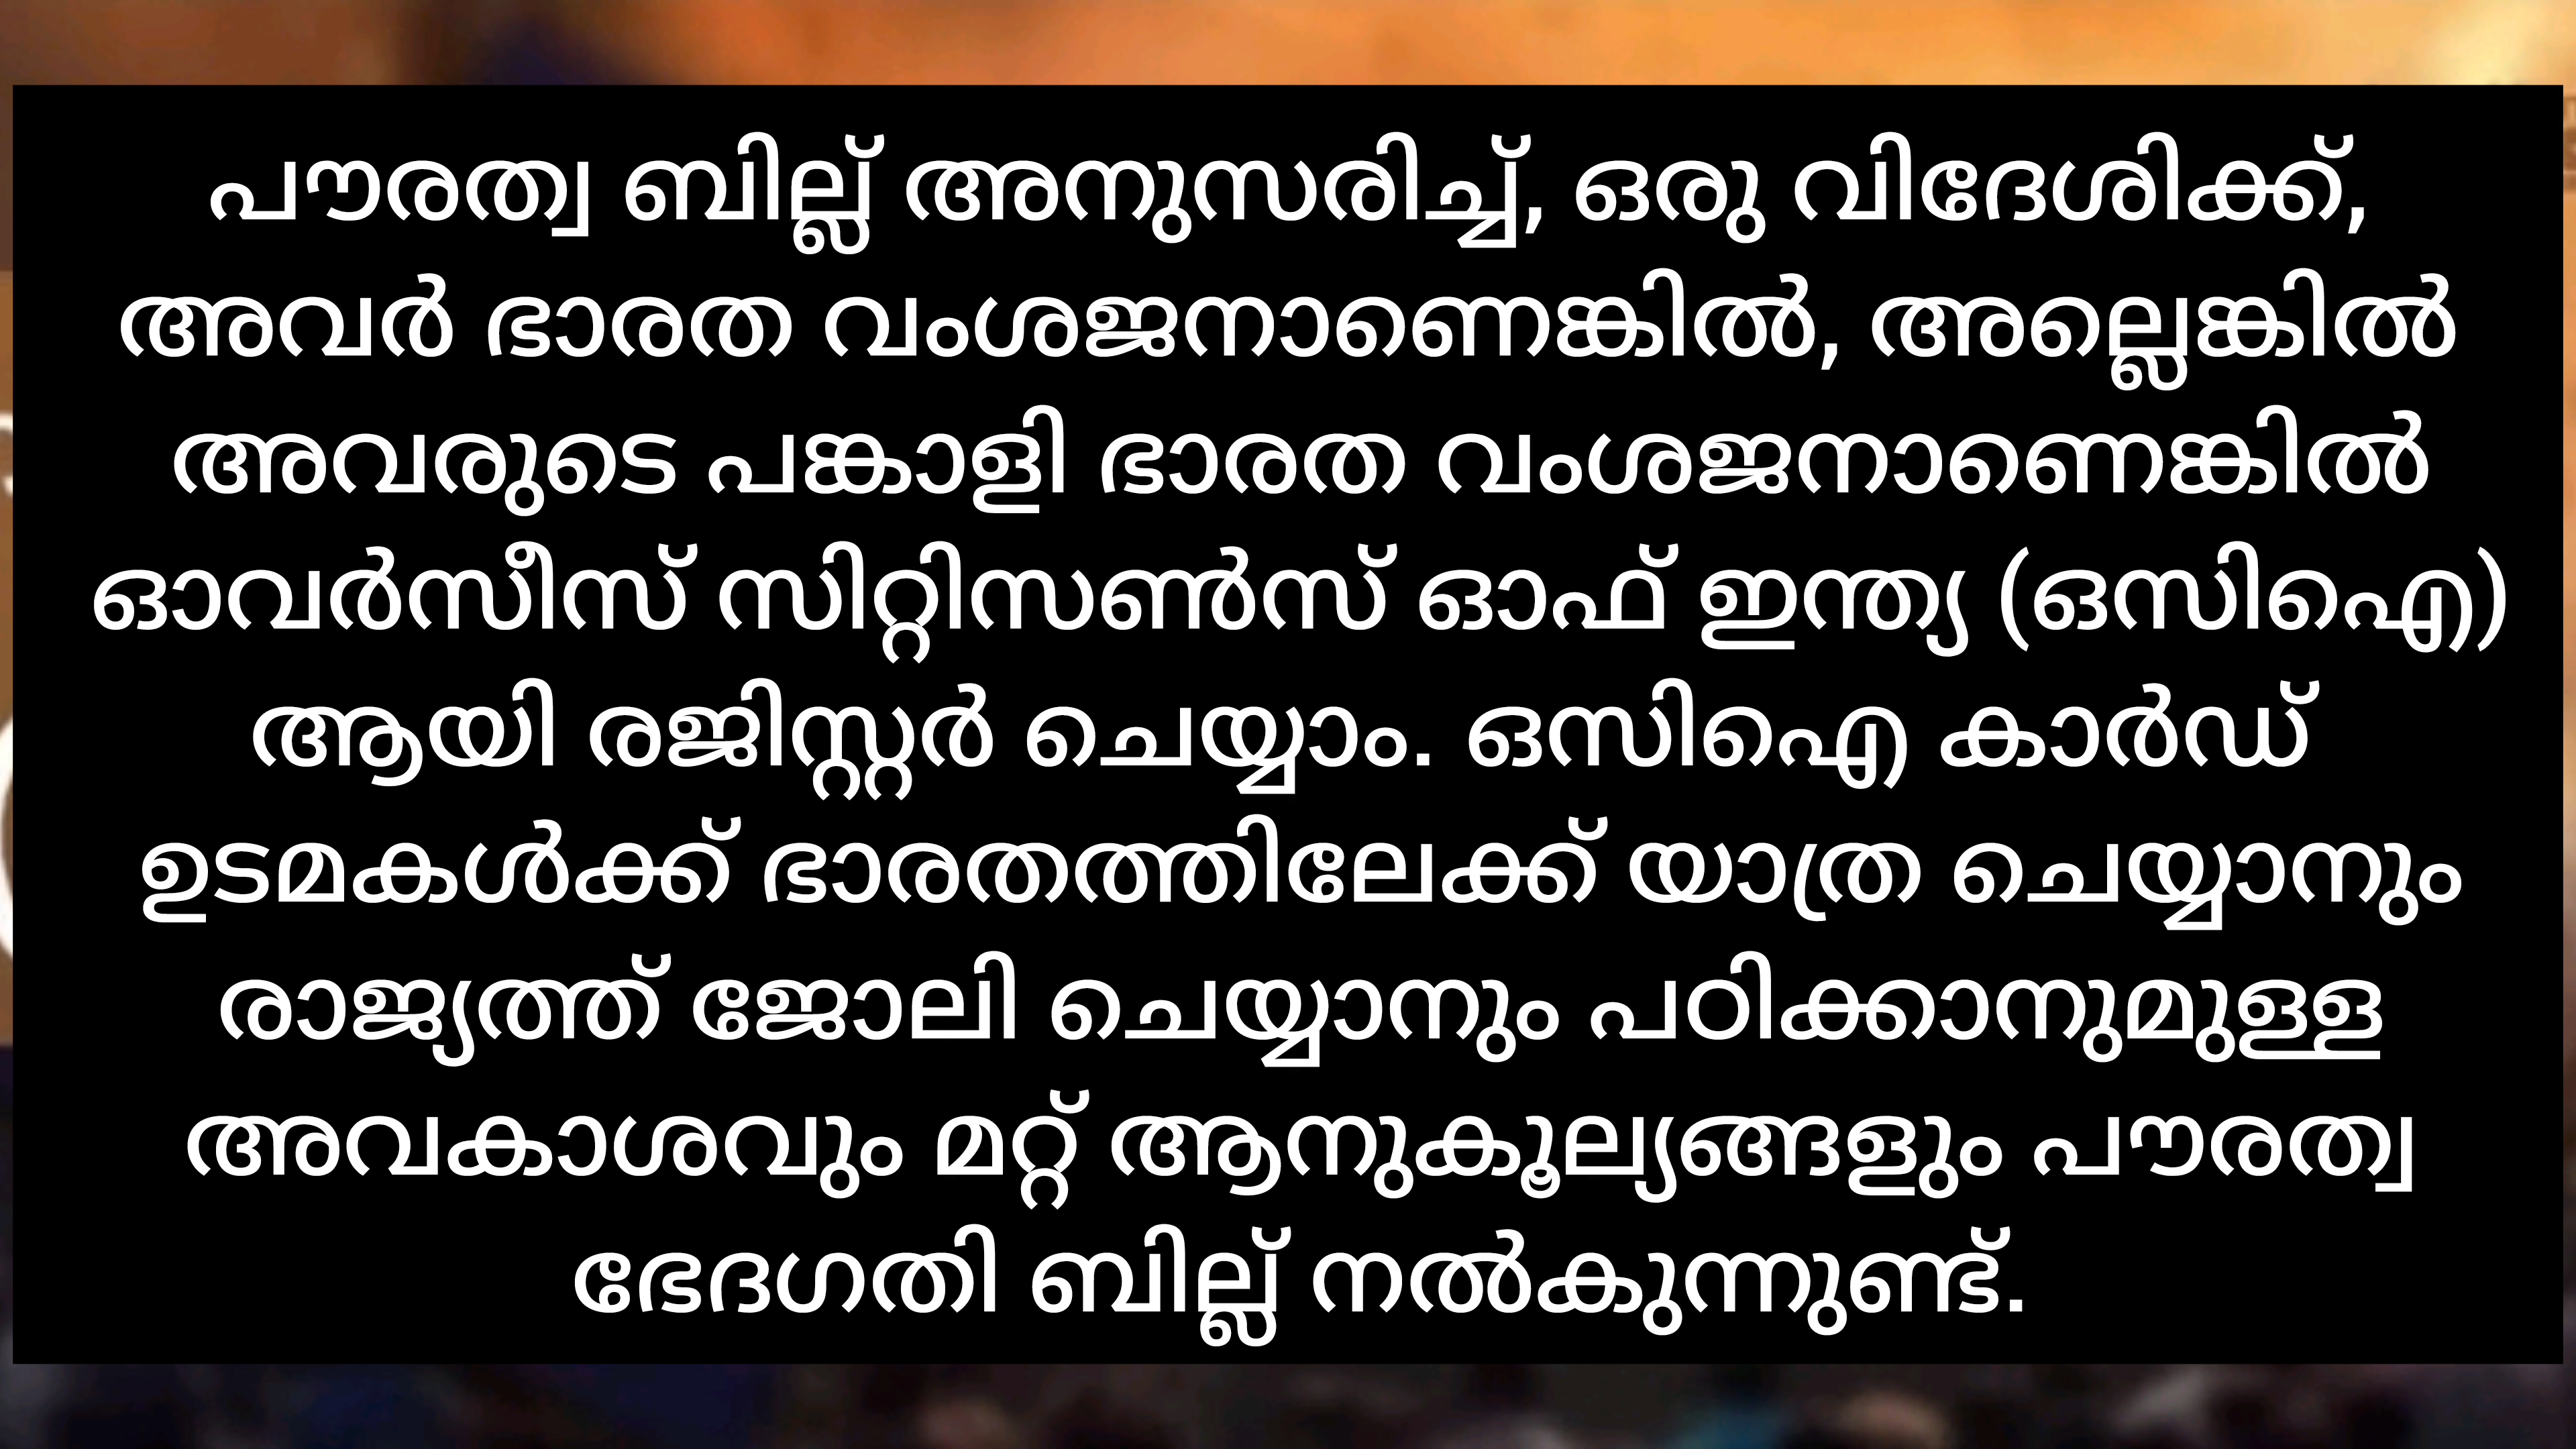 പൗരത്വ ബില്ല് അനുസരിച്ച്, ഒരു വിദേശിക്ക്,
അവർ ഭാരത വംശജനാണെങ്കിൽ, അല്ലെങ്കിൽ
അവരുടെ പങ്കാളി ഭാരത വംശജനാണെങ്കിൽ
ഓവർസീസ് സിറ്റിസൺസ് ഓഫ് ഇന്ത്യ (ഒസിഐ)
ആയി രജിസ്റ്റർ ചെയ്യാം. ഒസിഐ കാർഡ്
ഉടമകൾക്ക് ഭാരതത്തിലേക്ക് യാത്ര ചെയ്യാനും
രാജ്യത്ത് ജോലി ചെയ്യാനും പഠിക്കാനുമുള്ള
അവകാശവും മറ്റ് ആനുകൂല്യങ്ങളും പൗരത്വ
ഭേദഗതി ബില്ല് നൽകുന്നുണ്ട്.